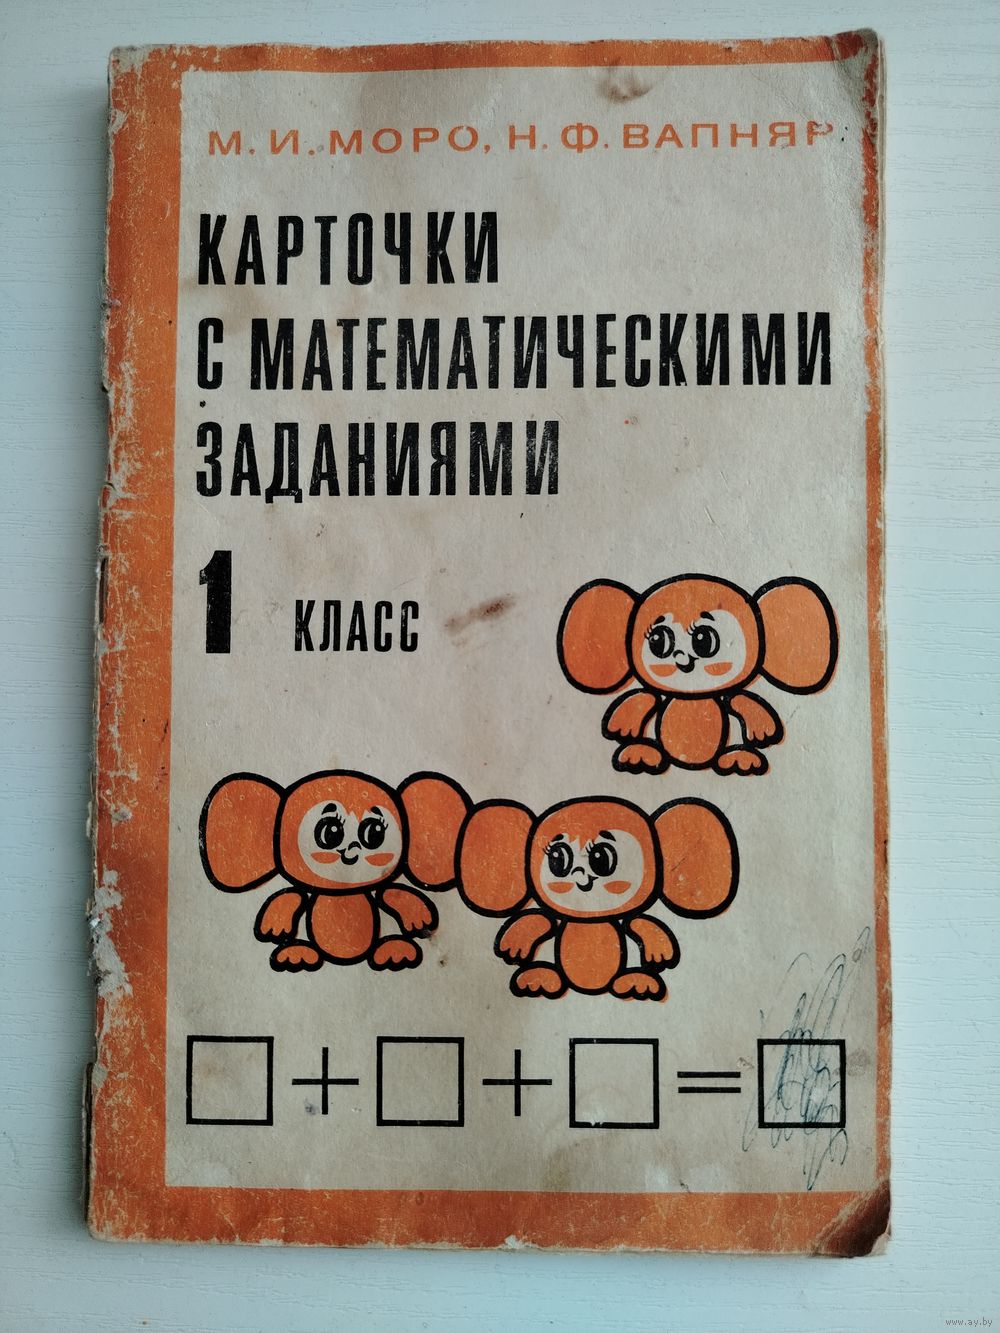 М. И. МОРО, Н. Ф. ВАПНЯР
КАРТОЧКИ
С МАТЕМАТИЧЕСКИМИ
ЗАДАНИЯМИ
1 КЛАСС
□ + □ + □ = □
www.ay.by